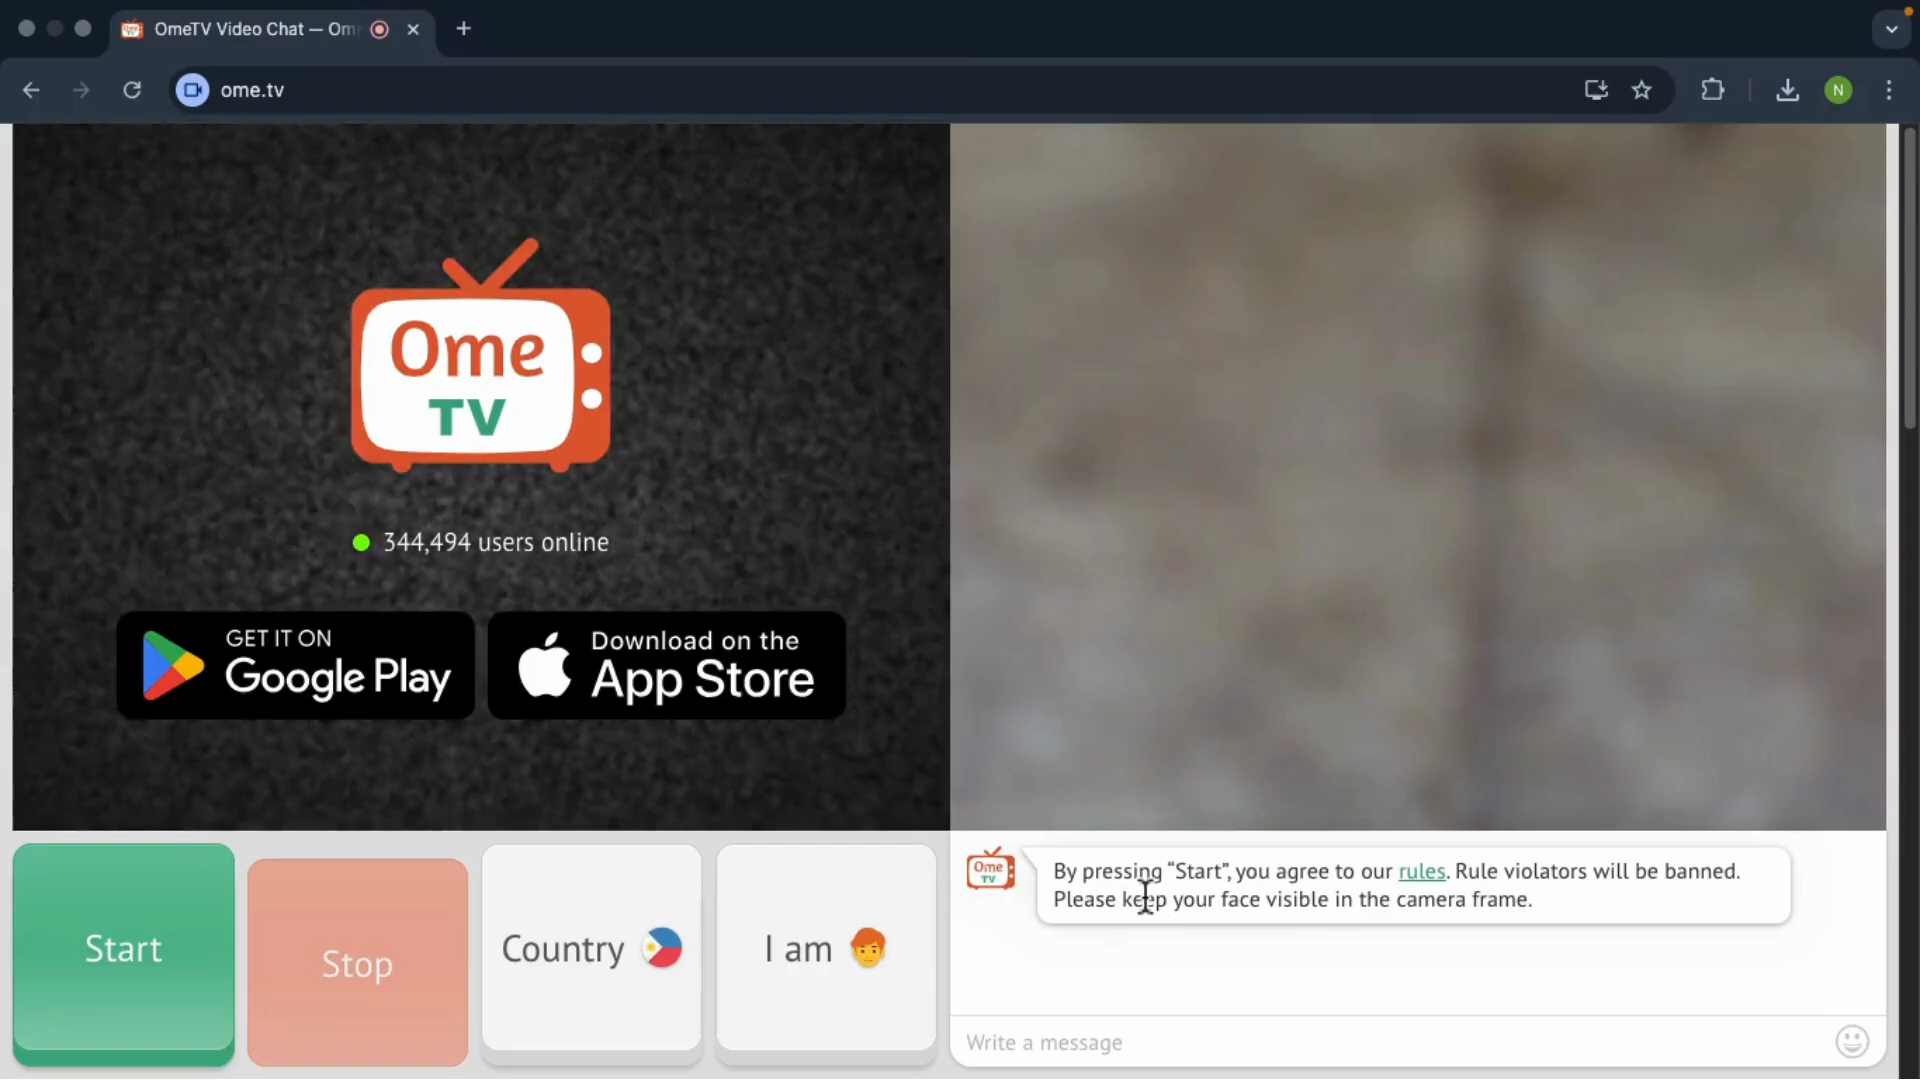 OmeTV Video Chat — Om
ome.tv
N
Ome
TV
344,494 users online
GET IT ON
Google Play
Download on the
App Store
Start
Stop
Country
I am
Ome
TV
By pressing “Start”, you agree to our rules. Rule violators will be banned.
Please keep your face visible in the camera frame.
Write a message